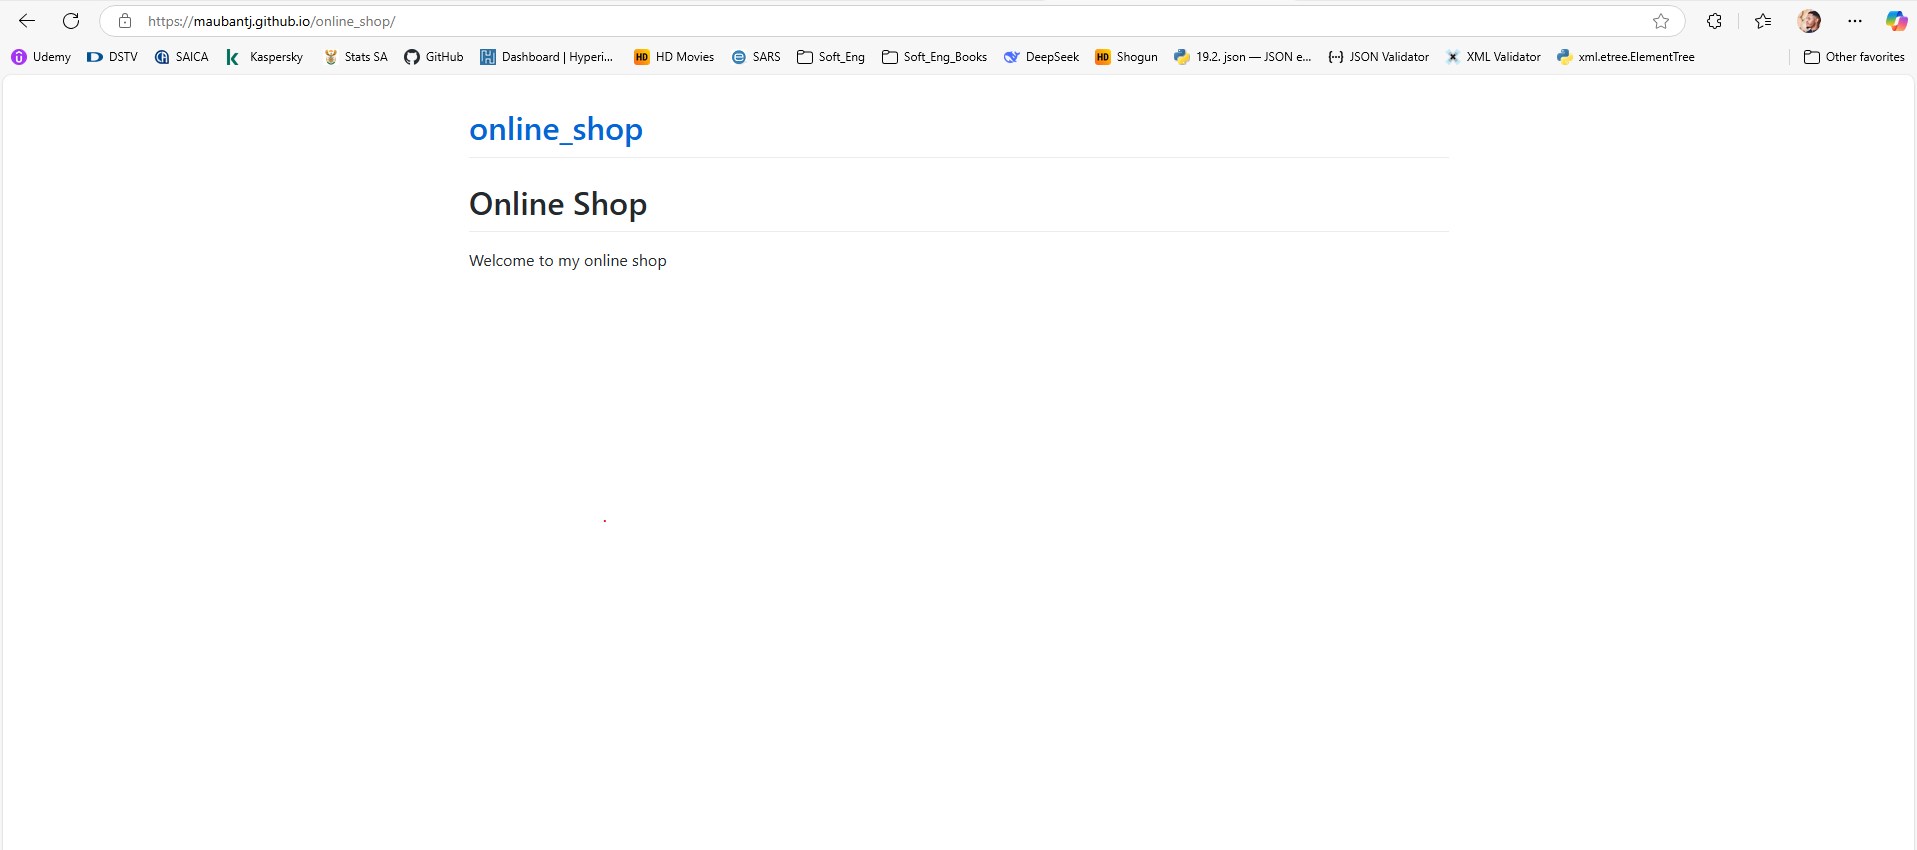 https://maubantj.github.io/online_shop/
Udemy DSTV SAICA Kaspersky Stats SA GitHub Dashboard | Hyperi... HD HD Movies SARS Soft_Eng Soft_Eng_Books DeepSeek HD Shogun 19.2. json — JSON e... {···} JSON Validator XML Validator xml.etree.ElementTree Other favorites
online_shop
Online Shop
Welcome to my online shop